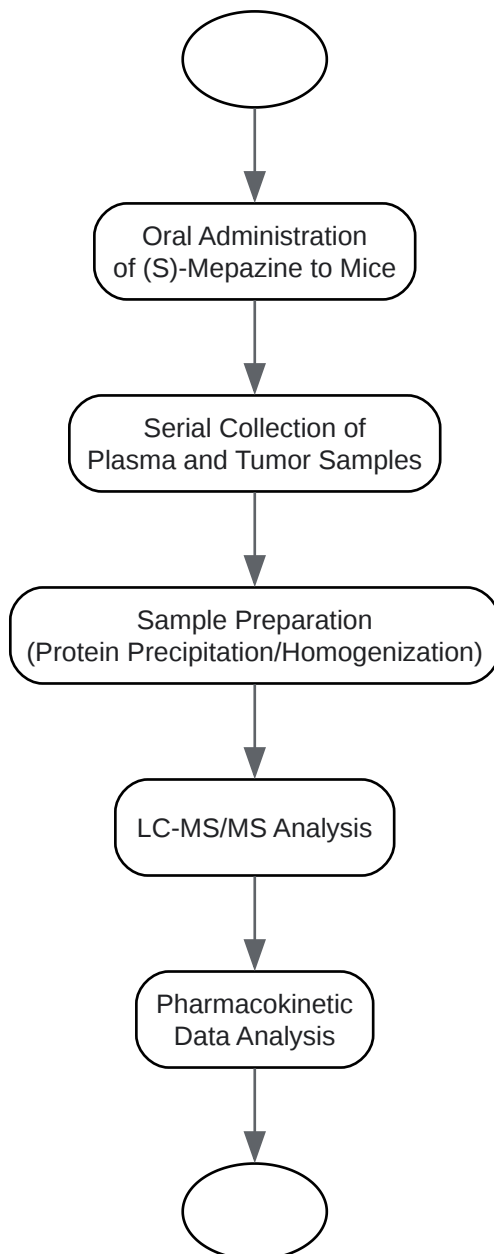 Oral Administration
of (S)-Mepazine to Mice
Serial Collection of
Plasma and Tumor Samples
Sample Preparation
(Protein Precipitation/Homogenization)
LC-MS/MS Analysis
Pharmacokinetic
Data Analysis